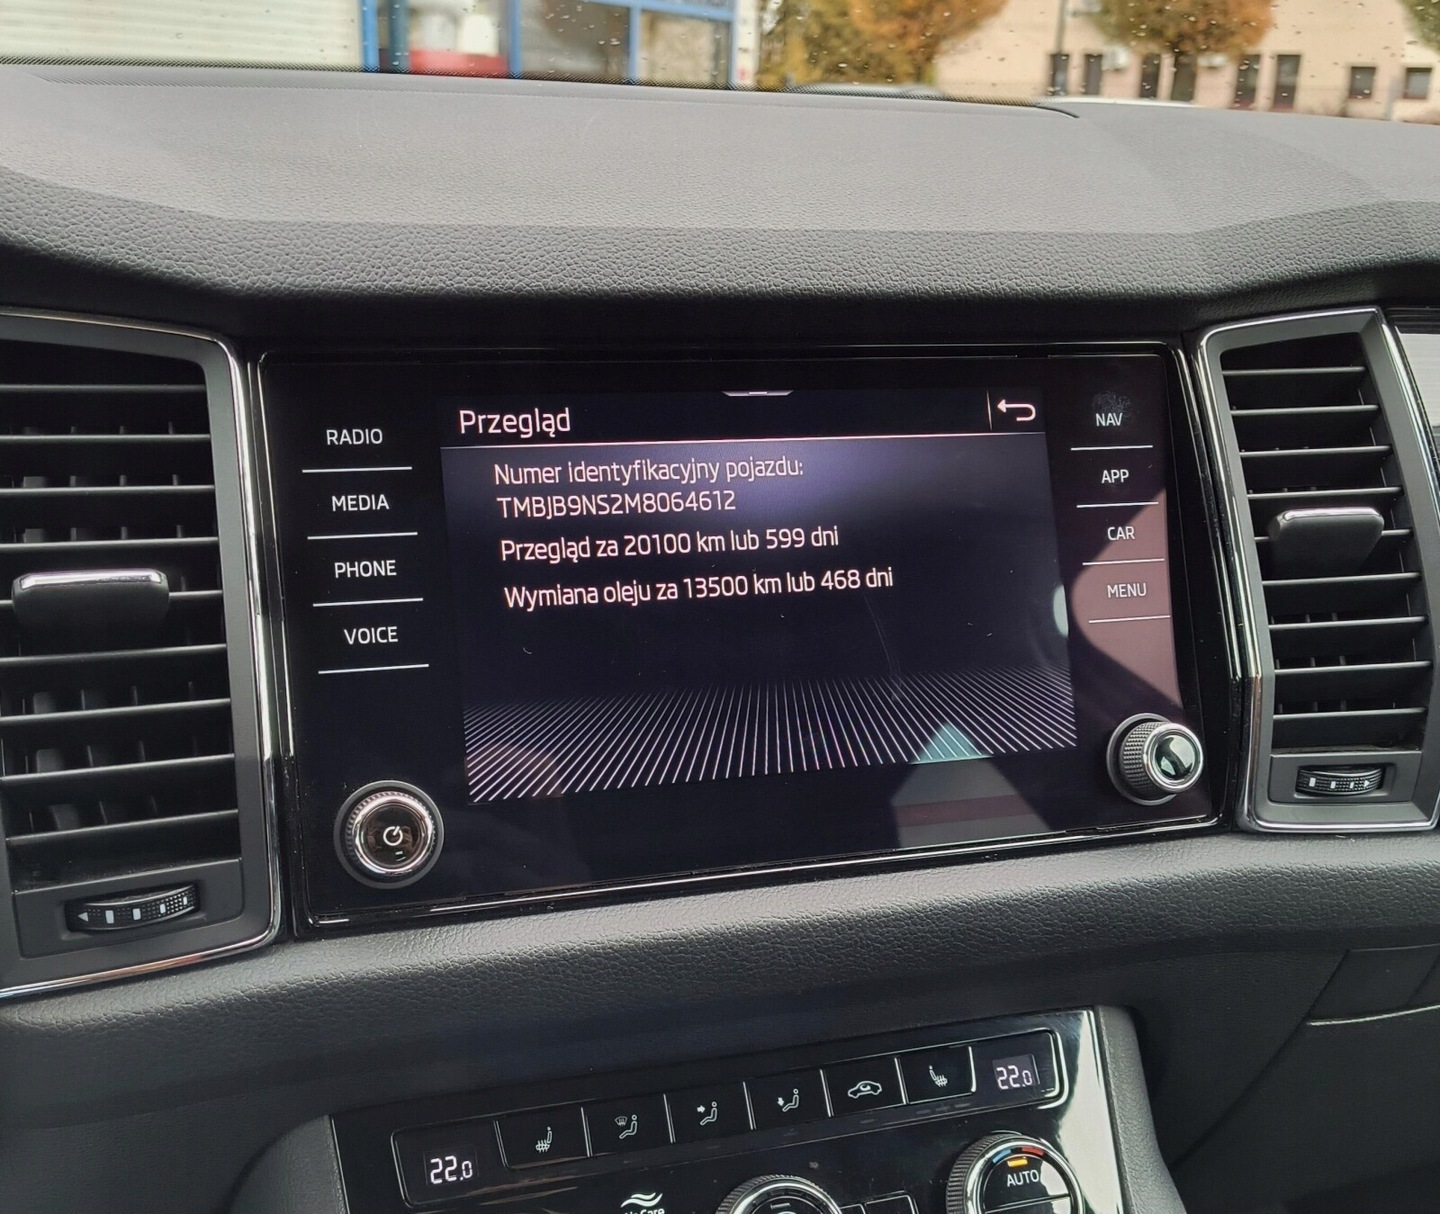 Przegląd
Numer identyfikacyjny pojazdu:
TMBJB9NS2M8064612
Przegląd za 20100 km lub 599 dni
Wymiana oleju za 13500 km lub 468 dni
RADIO
MEDIA
PHONE
VOICE
NAV
APP
CAR
MENU
22.0
22.0
AUTO
Care